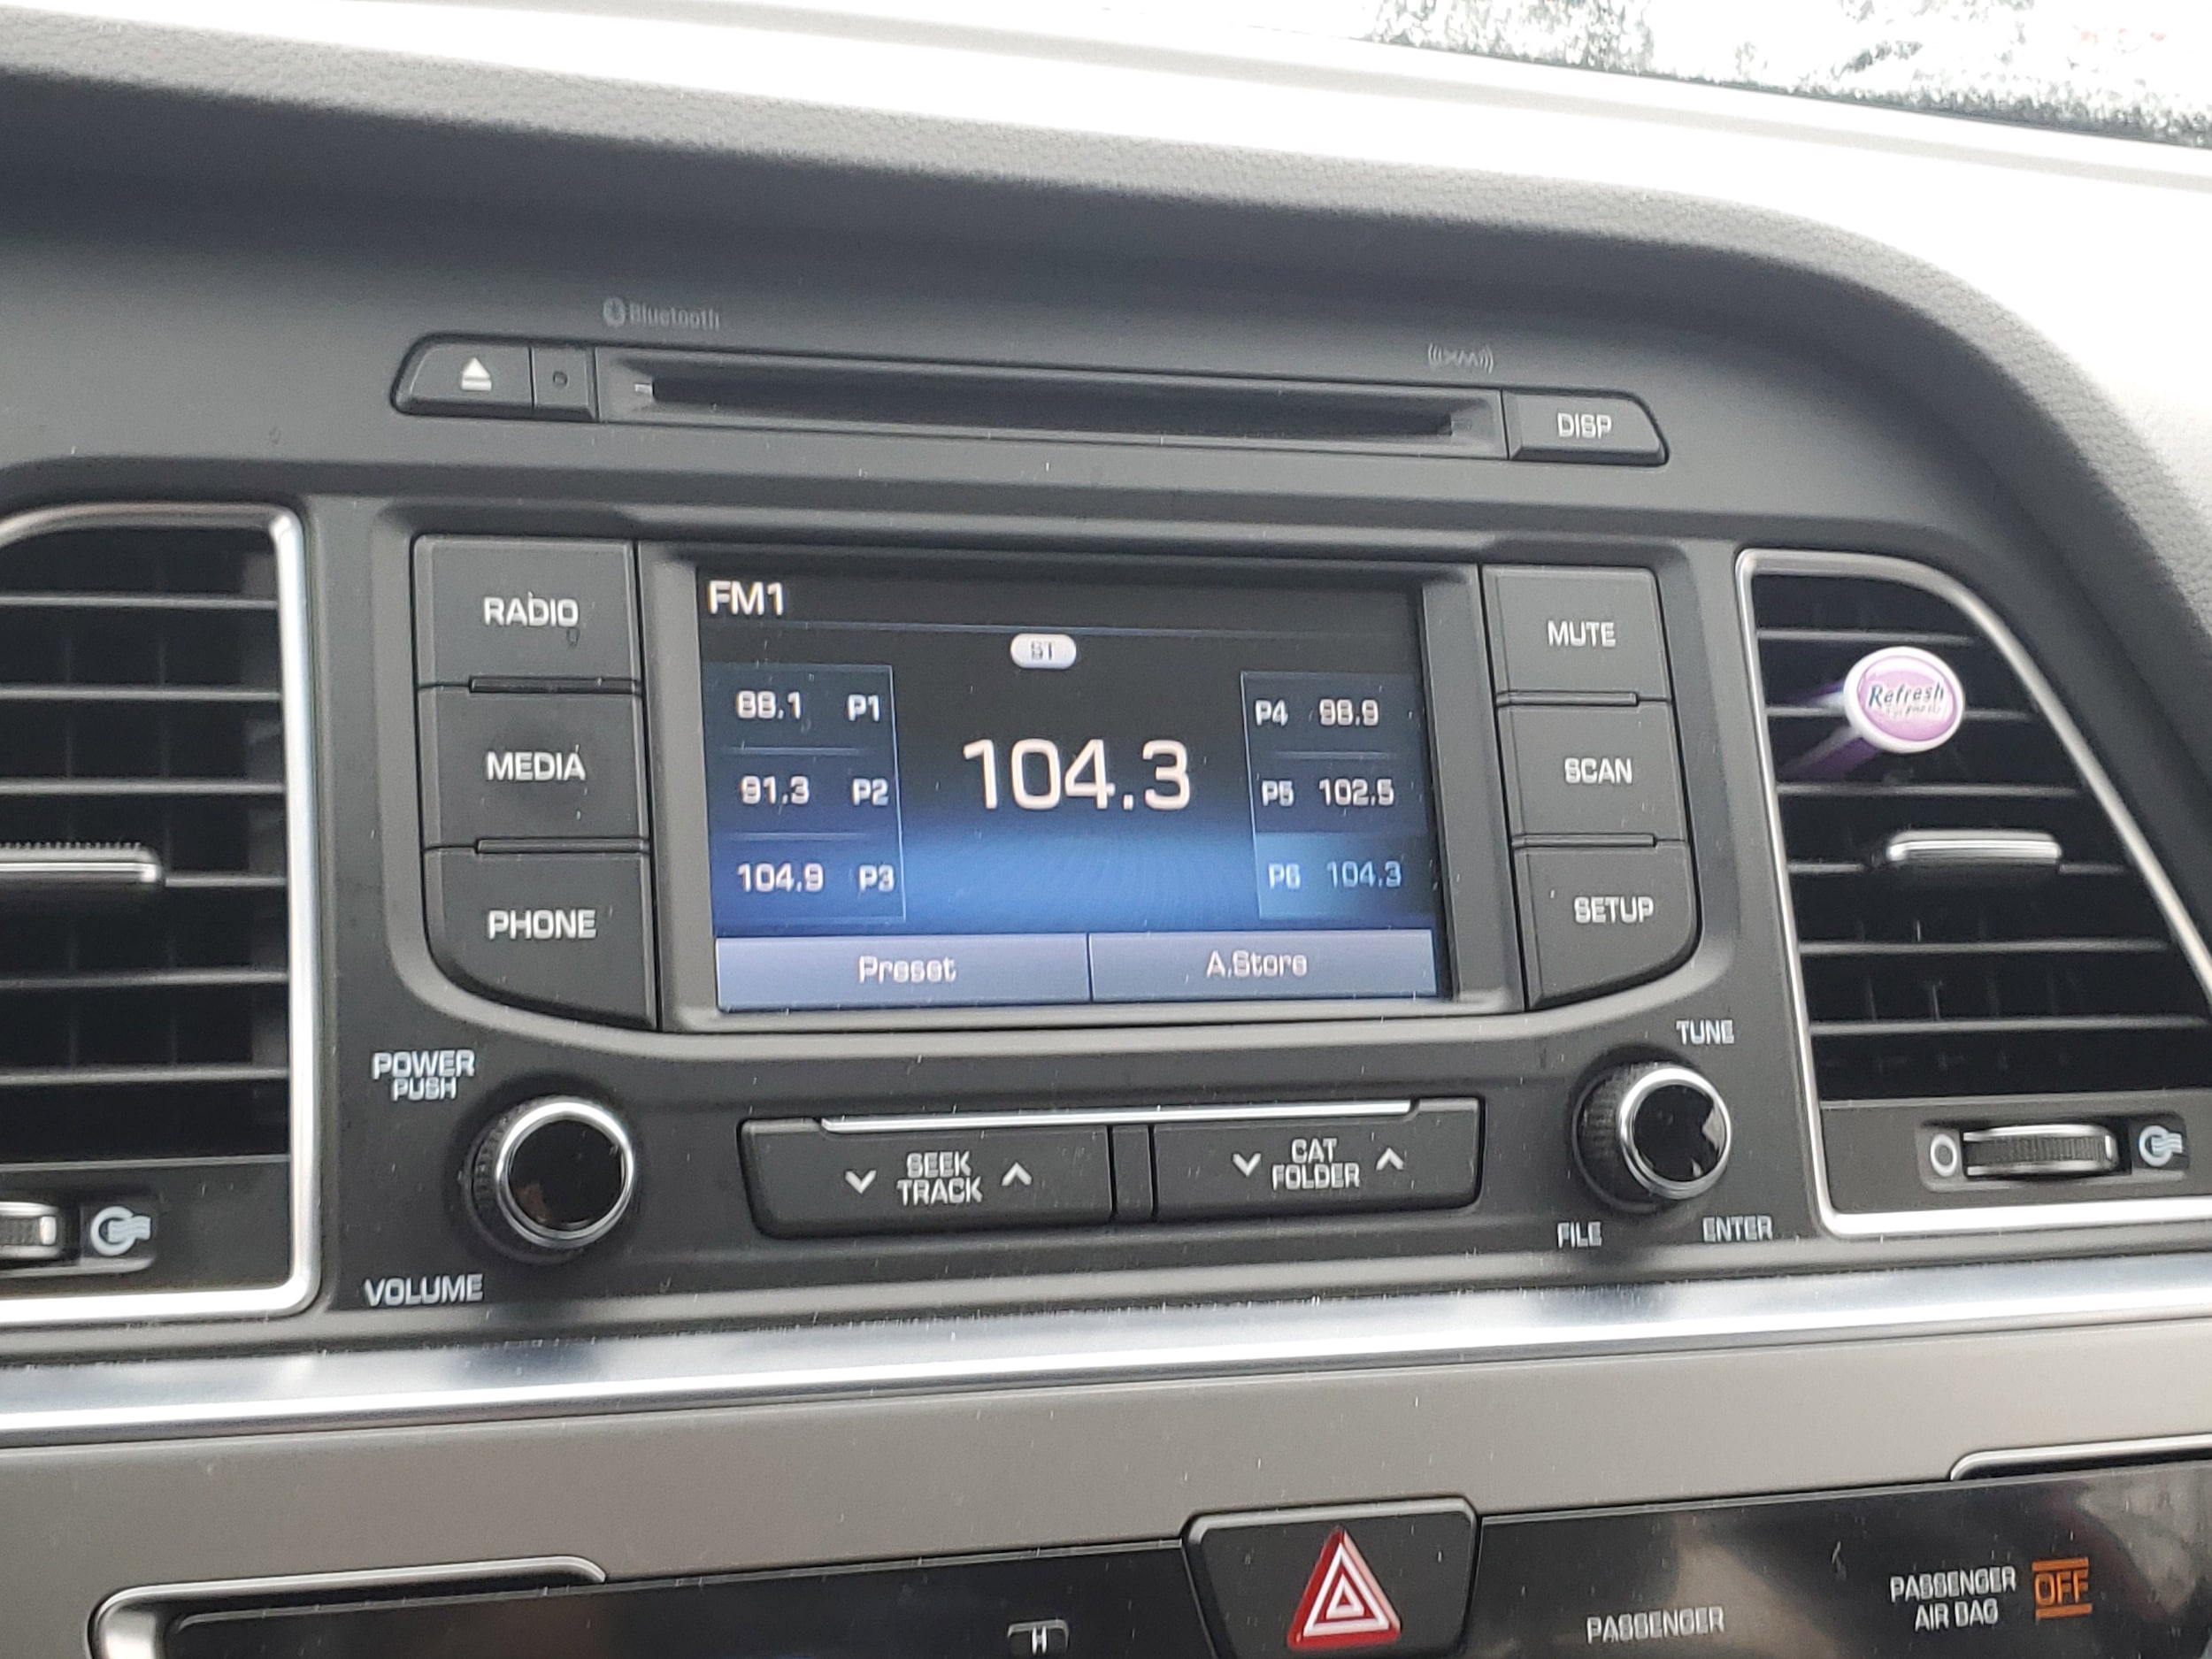 Bluetooth
((XM))
DISP
RADIO
MEDIA
PHONE
FM1
ST
88.1 P1
91.3 P2
104.9 P3
104.3
P4 98.9
P5 102.5
P6 104.3
Preset
A.Store
MUTE
SCAN
SETUP
Refresh
POWER
PUSH
VOLUME
SEEK
TRACK
CAT
FOLDER
TUNE
FILE
ENTER
H
PASSENGER
PASSENGER
AIR BAG
OFF